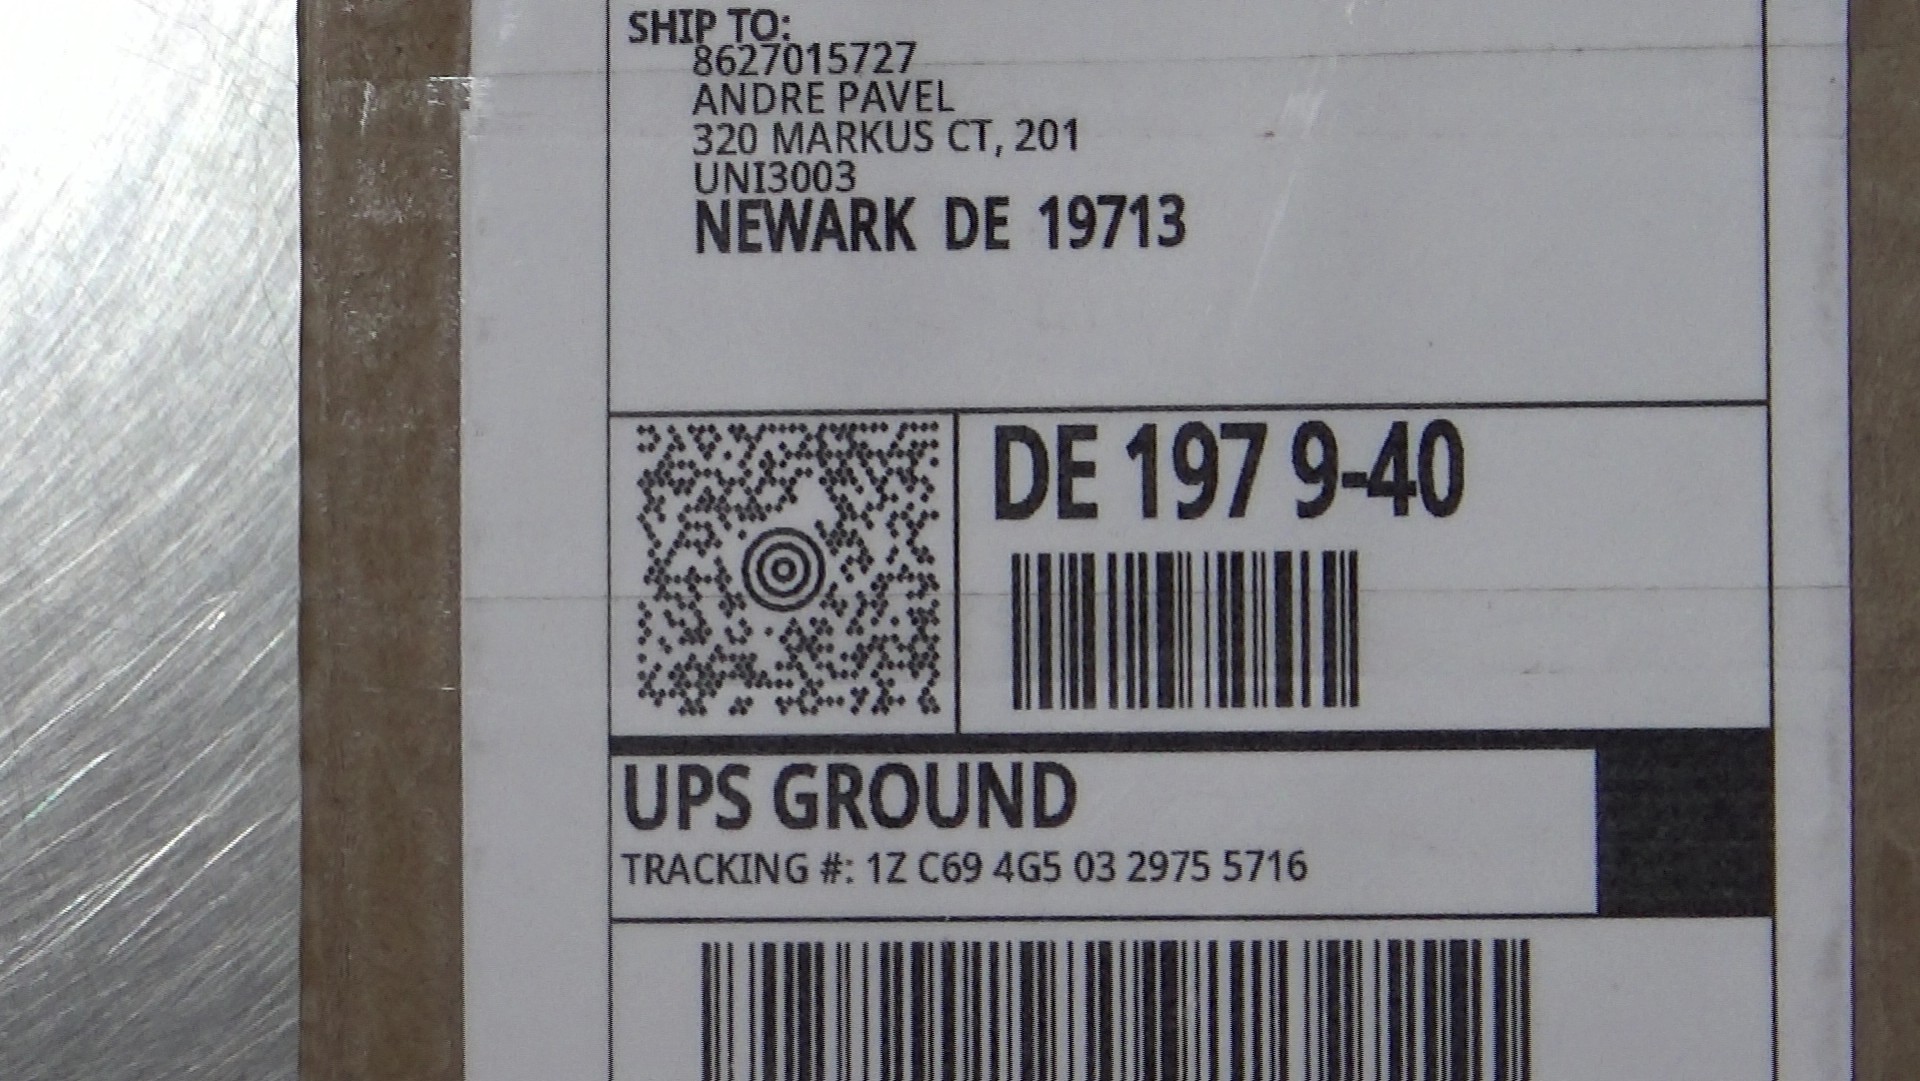 SHIP TO:
8627015727
ANDRE PAVEL
320 MARKUS CT, 201
UNI3003
NEWARK DE 19713
DE 197 9-40
UPS GROUND
TRACKING #: 1Z C69 4G5 03 2975 5716